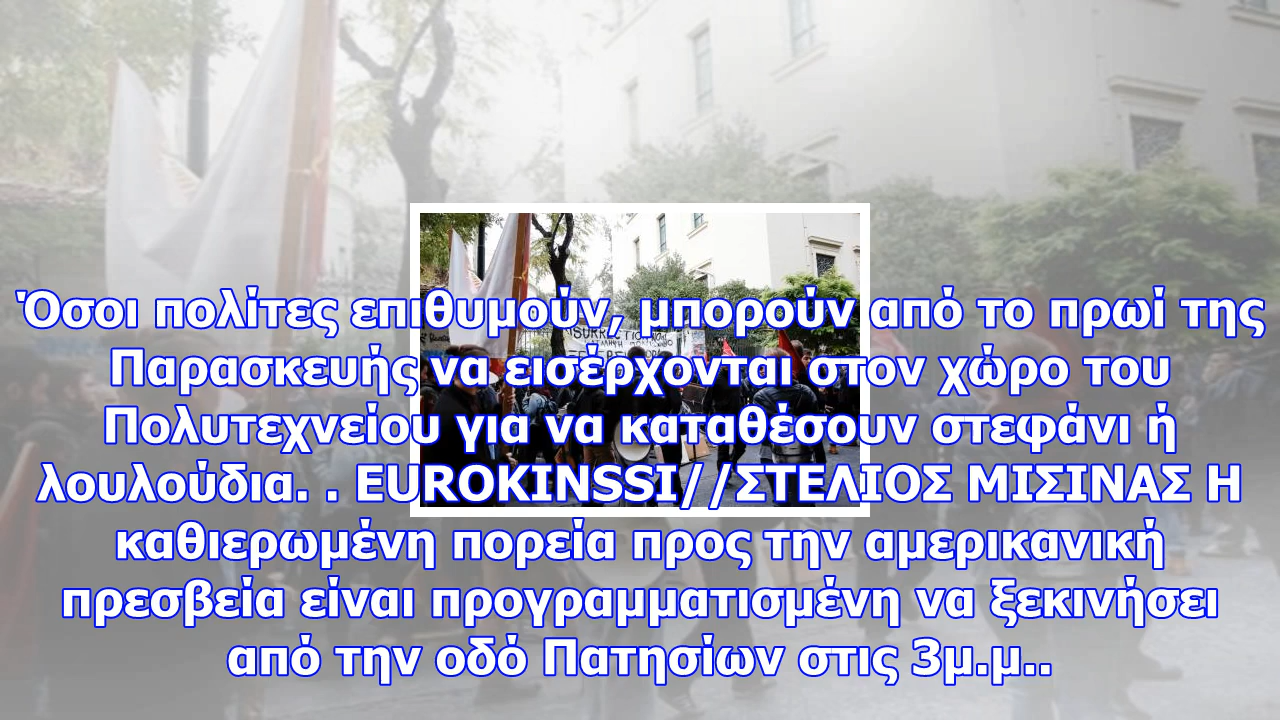 Όσοι πολίτες επιθυμούν, μπορούν από το πρωί της
Παρασκευής να εισέρχονται στον χώρο του
Πολυτεχνείου για να καταθέσουν στεφάνι ή
λουλούδια. . EUROKINSSI//ΣΤΕΛΙΟΣ ΜΙΣΙΝΑΣ Η
καθιερωμένη πορεία προς την αμερικανική
πρεσβεία είναι προγραμματισμένη να ξεκινήσει
από την οδό Πατησίων στις 3μ.μ..